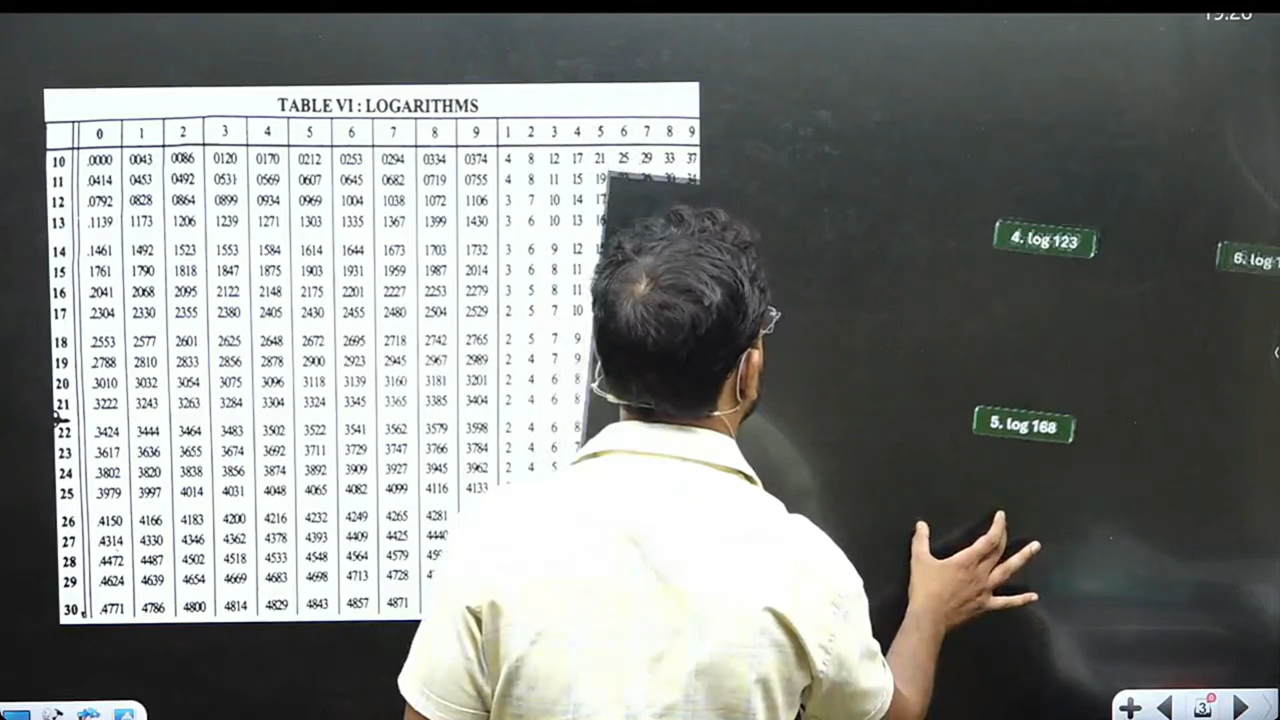 19:26
TABLE VI : LOGARITHMS
0 1 2 3 4 5 6 7 8 9 1 2 3 4 5 6 7 8 9
10 .0000 0043 0086 0120 0170 0212 0253 0294 0334 0374 4 8 12 17 21 25 29 33 37
11 .0414 0453 0492 0531 0569 0607 0645 0682 0719 0755 4 8 11 15 19
12 .0792 0828 0864 0899 0934 0969 1004 1038 1072 1106 3 7 10 14
13 .1139 1173 1206 1239 1271 1303 1335 1367 1399 1430 3 6 10 13
14 .1461 1492 1523 1553 1584 1614 1644 1673 1703 1732 3 6 9 12
15 1761 1790 1818 1847 1875 1903 1931 1959 1987 2014 3 6 8 11
16 .2041 2068 2095 2122 2148 2175 2201 2227 2253 2279 3 5 8 11
17 .2304 2330 2355 2380 2405 2430 2455 2480 2504 2529 2 5 7 10
18 .2553 2577 2601 2625 2648 2672 2695 2718 2742 2765 2 5 7 9
19 .2788 2810 2833 2856 2878 2900 2923 2945 2967 2989 2 4 7 9
20 .3010 3032 3054 3075 3096 3118 3139 3160 3181 3201 2 4 6 8
21 .3222 3243 3263 3284 3304 3324 3345 3365 3385 3404 2 4 6 8
22 .3424 3444 3464 3483 3502 3522 3541 3562 3579 3598 2 4 6 8
23 .3617 3636 3655 3674 3692 3711 3729 3747 3766 3784 2 4 6
24 .3802 3820 3838 3856 3874 3892 3909 3927 3945 3962 2 4 5
25 .3979 3997 4014 4031 4048 4065 4082 4099 4116 4133
26 .4150 4166 4183 4200 4216 4232 4249 4265 4281
27 .4314 4330 4346 4362 4378 4393 4409 4425 4440
28 .4472 4487 4502 4518 4533 4548 4564 4579
29 .4624 4639 4654 4669 4683 4698 4713 4728
30 .4771 4786 4800 4814 4829 4843 4857 4871
4. log 123
6. log
5. log 168
3